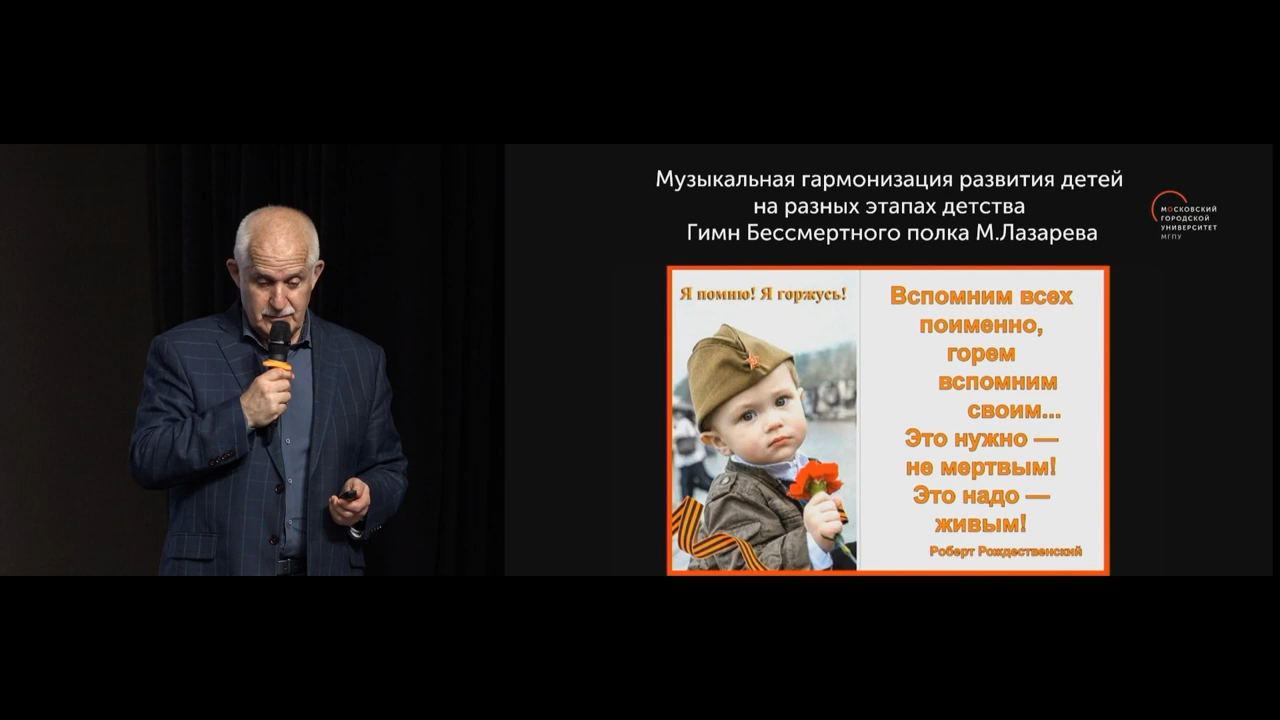 Музыкальная гармонизация развития детей
на разных этапах детства
Гимн Бессмертного полка М.Лазарева
МОСКОВСКИЙ
ГОРОДСКОЙ
УНИВЕРСИТЕТ
МГПУ
Я помню! Я горжусь!
Вспомним всех
поименно,
горем
вспомним
своим...
Это нужно —
не мертвым!
Это надо —
живым!
Роберт Рождественский